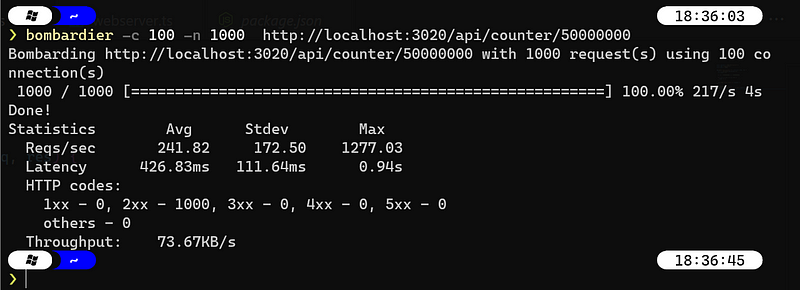 ~ webserver.ts package.json 18:36:03
❯ bombardier -c 100 -n 1000  http://localhost:3020/api/counter/50000000
Bombarding http://localhost:3020/api/counter/50000000 with 1000 request(s) using 100 co
nnection(s)
 1000 / 1000 [======================================================] 100.00% 217/s 4s
Done!
Statistics        Avg      Stdev        Max
  Reqs/sec       241.82     172.50    1277.03
  Latency      426.83ms   111.64ms      0.94s
  HTTP codes:
    1xx - 0, 2xx - 1000, 3xx - 0, 4xx - 0, 5xx - 0
    others - 0
  Throughput:    73.67KB/s
~ 18:36:45
❯